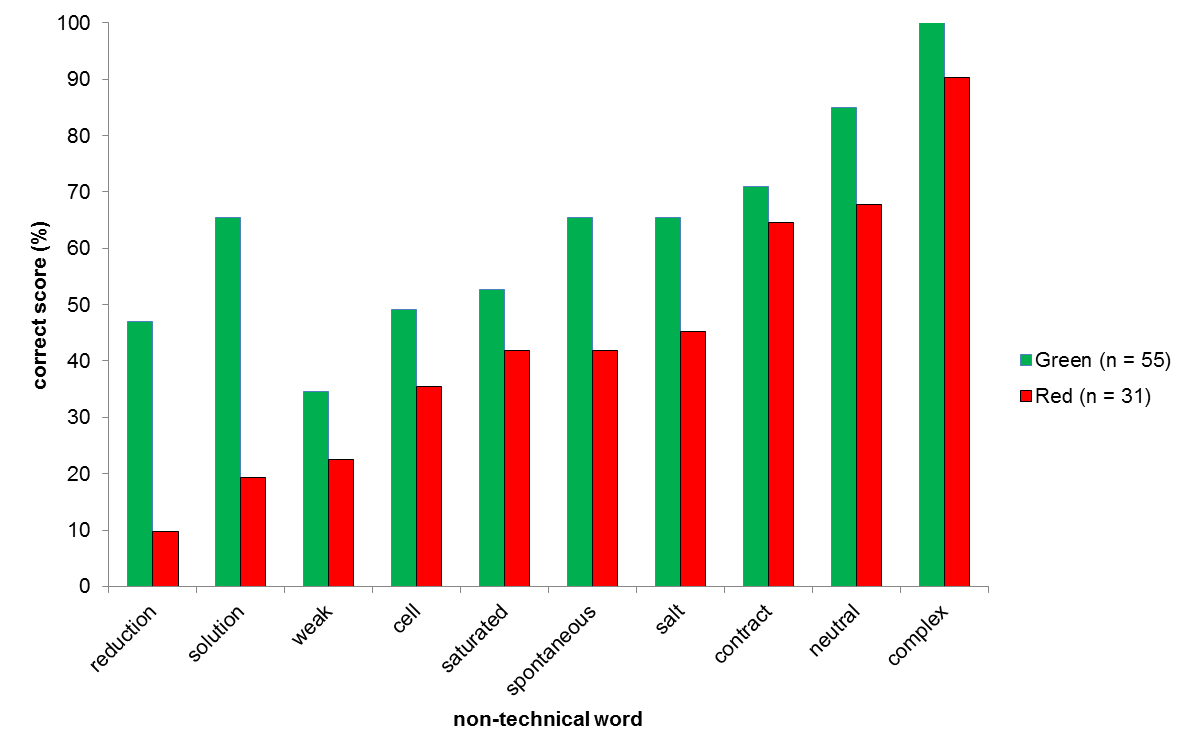 100
90
80
70
60
50
40
30
20
10
0
correct score (%)
reduction
solution
weak
cell
saturated
spontaneous
salt
contract
neutral
complex
non-technical word
Green (n = 55)
Red (n = 31)